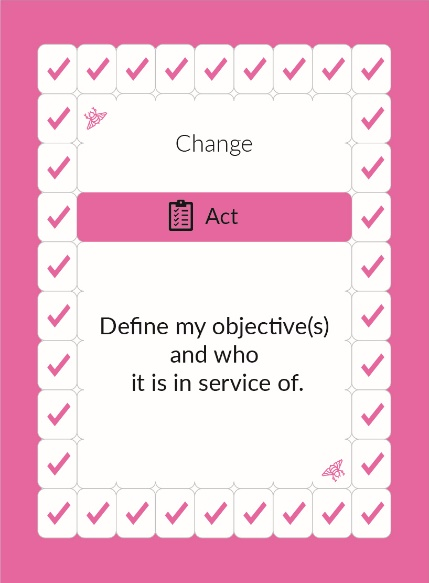 Change
Act
Define my objective(s)
and who
it is in service of.